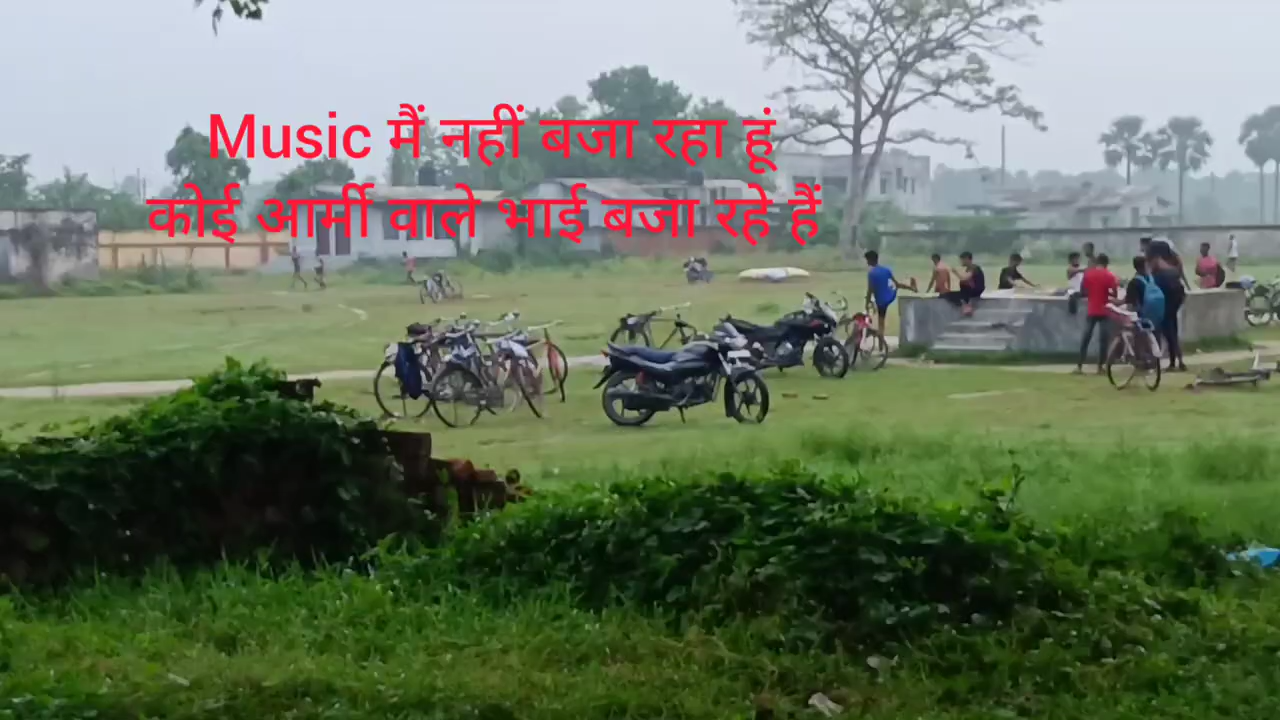 Music मैं नहीं बजा रहा हूं
कोई आर्मी वाले भाई बजा रहे हैं